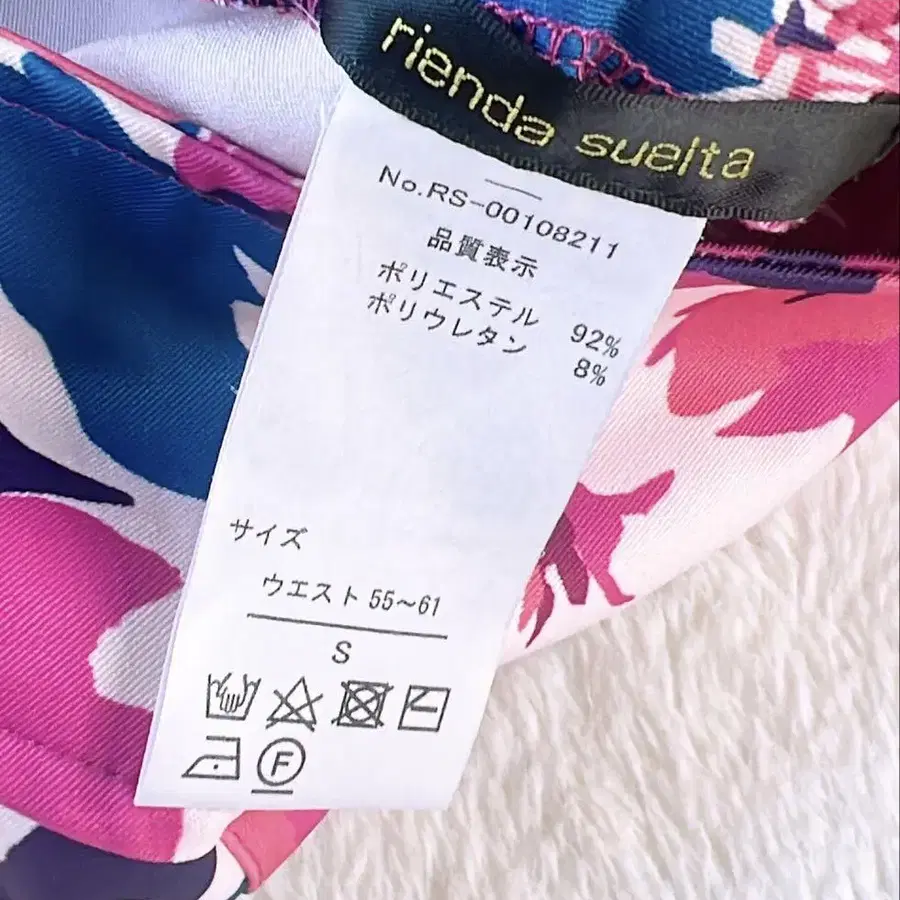 rienda suelta
No.RS-00108211
品質表示
ポリエステル 92%
ポリウレタン 8%
サイズ
ウエスト 55〜61
S
F